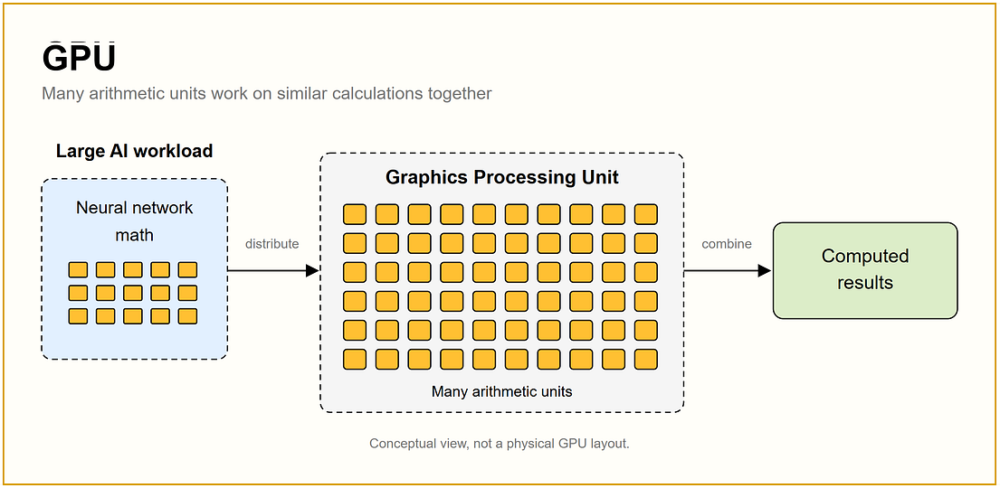 GPU
Many arithmetic units work on similar calculations together
Large AI workload
Neural network
math
distribute
Graphics Processing Unit
Many arithmetic units
combine
Computed
results
Conceptual view, not a physical GPU layout.